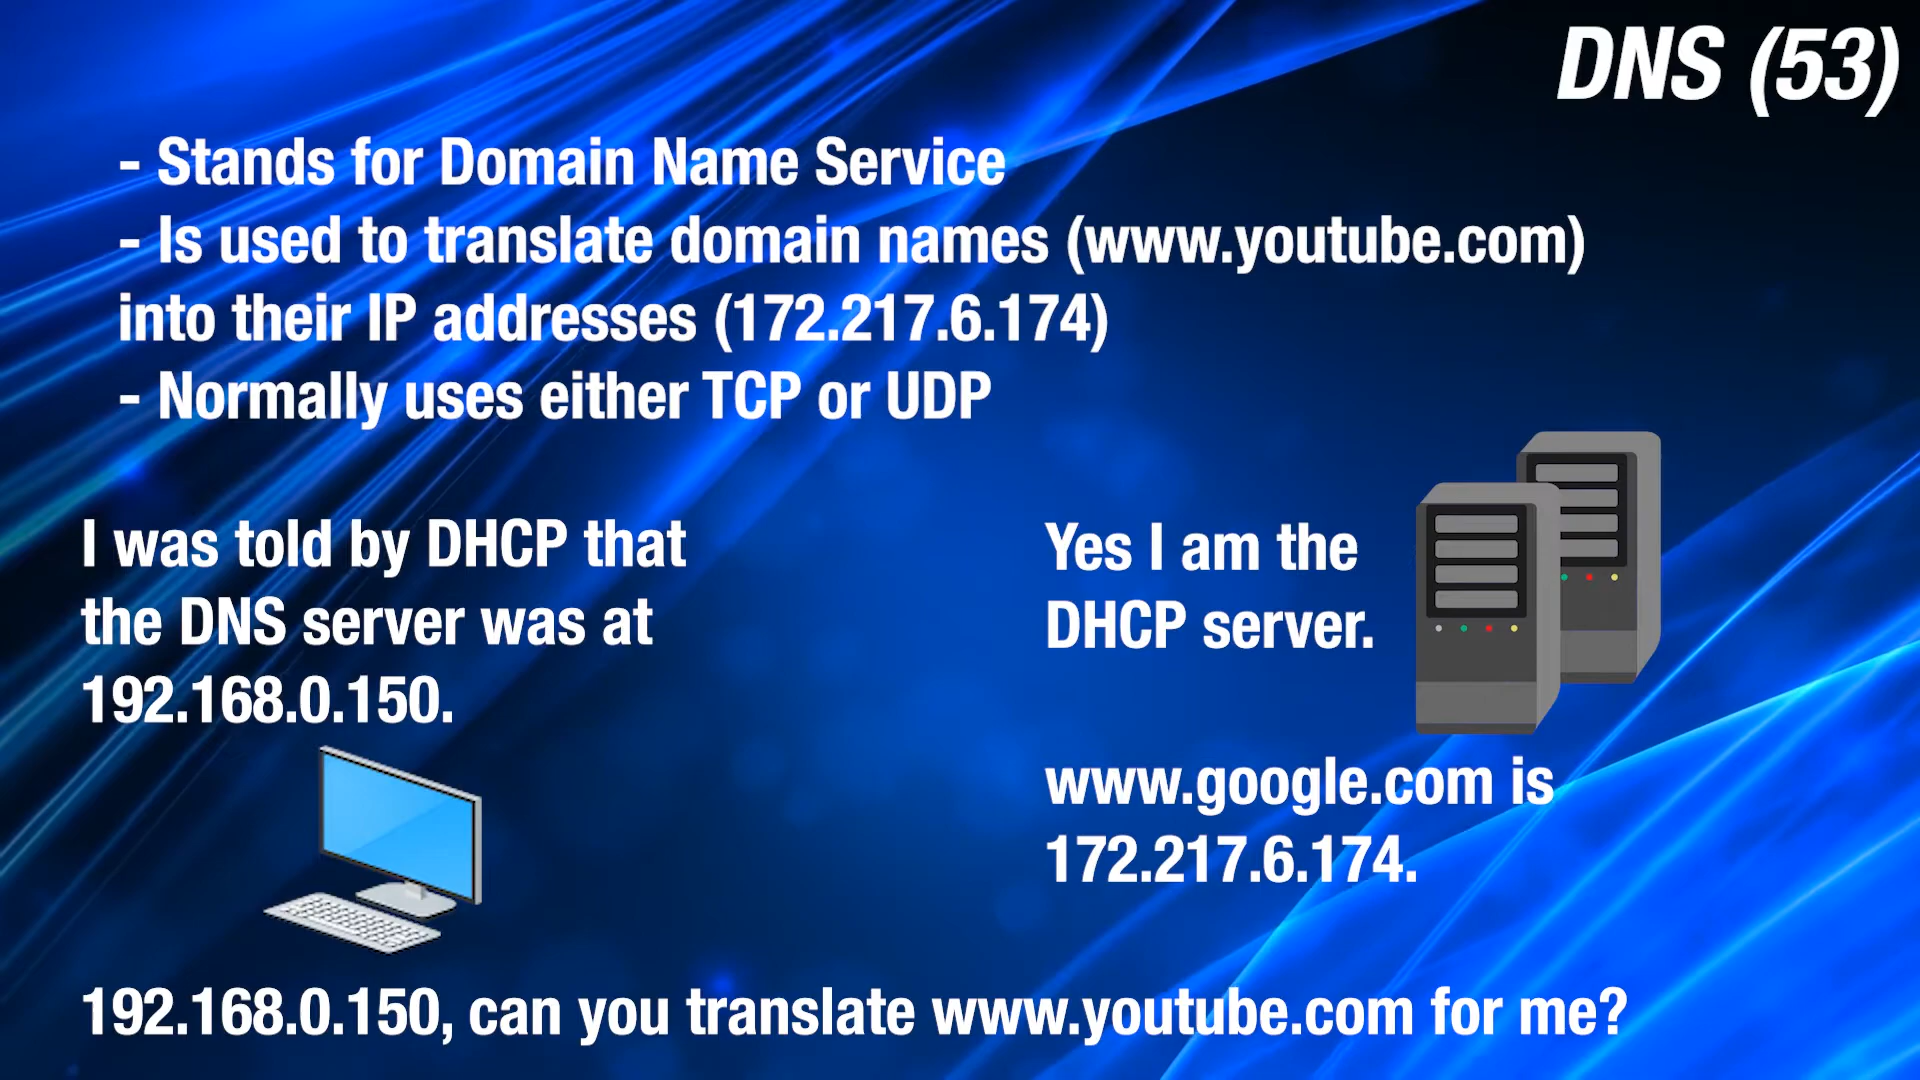 DNS (53)
- Stands for Domain Name Service
- Is used to translate domain names (www.youtube.com)
into their IP addresses (172.217.6.174)
- Normally uses either TCP or UDP
I was told by DHCP that
the DNS server was at
192.168.0.150.
Yes I am the
DHCP server.
www.google.com is
172.217.6.174.
192.168.0.150, can you translate www.youtube.com for me?